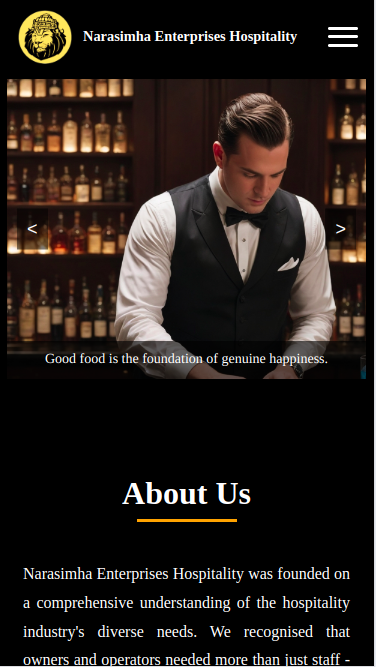 Narasimha Enterprises Hospitality
< >
Good food is the foundation of genuine happiness.
About Us
Narasimha Enterprises Hospitality was founded on
a comprehensive understanding of the hospitality
industry's diverse needs. We recognised that
owners and operators needed more than just staff -